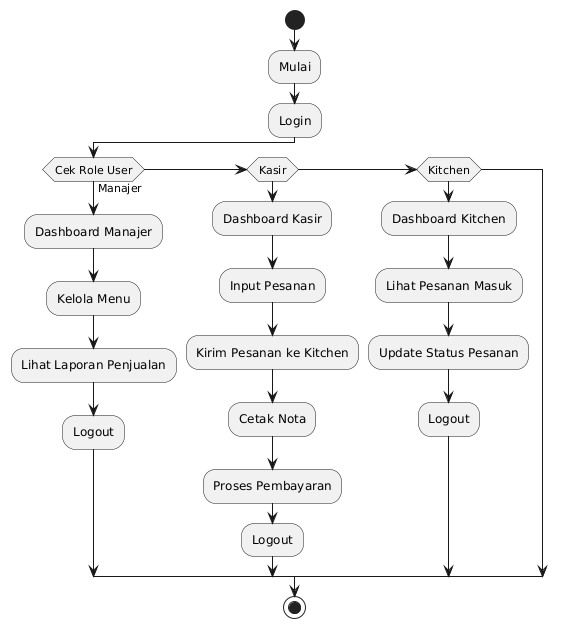 Mulai
Login
Cek Role User
Manajer
Dashboard Manajer
Kelola Menu
Lihat Laporan Penjualan
Logout
Kasir
Dashboard Kasir
Input Pesanan
Kirim Pesanan ke Kitchen
Cetak Nota
Proses Pembayaran
Logout
Kitchen
Dashboard Kitchen
Lihat Pesanan Masuk
Update Status Pesanan
Logout